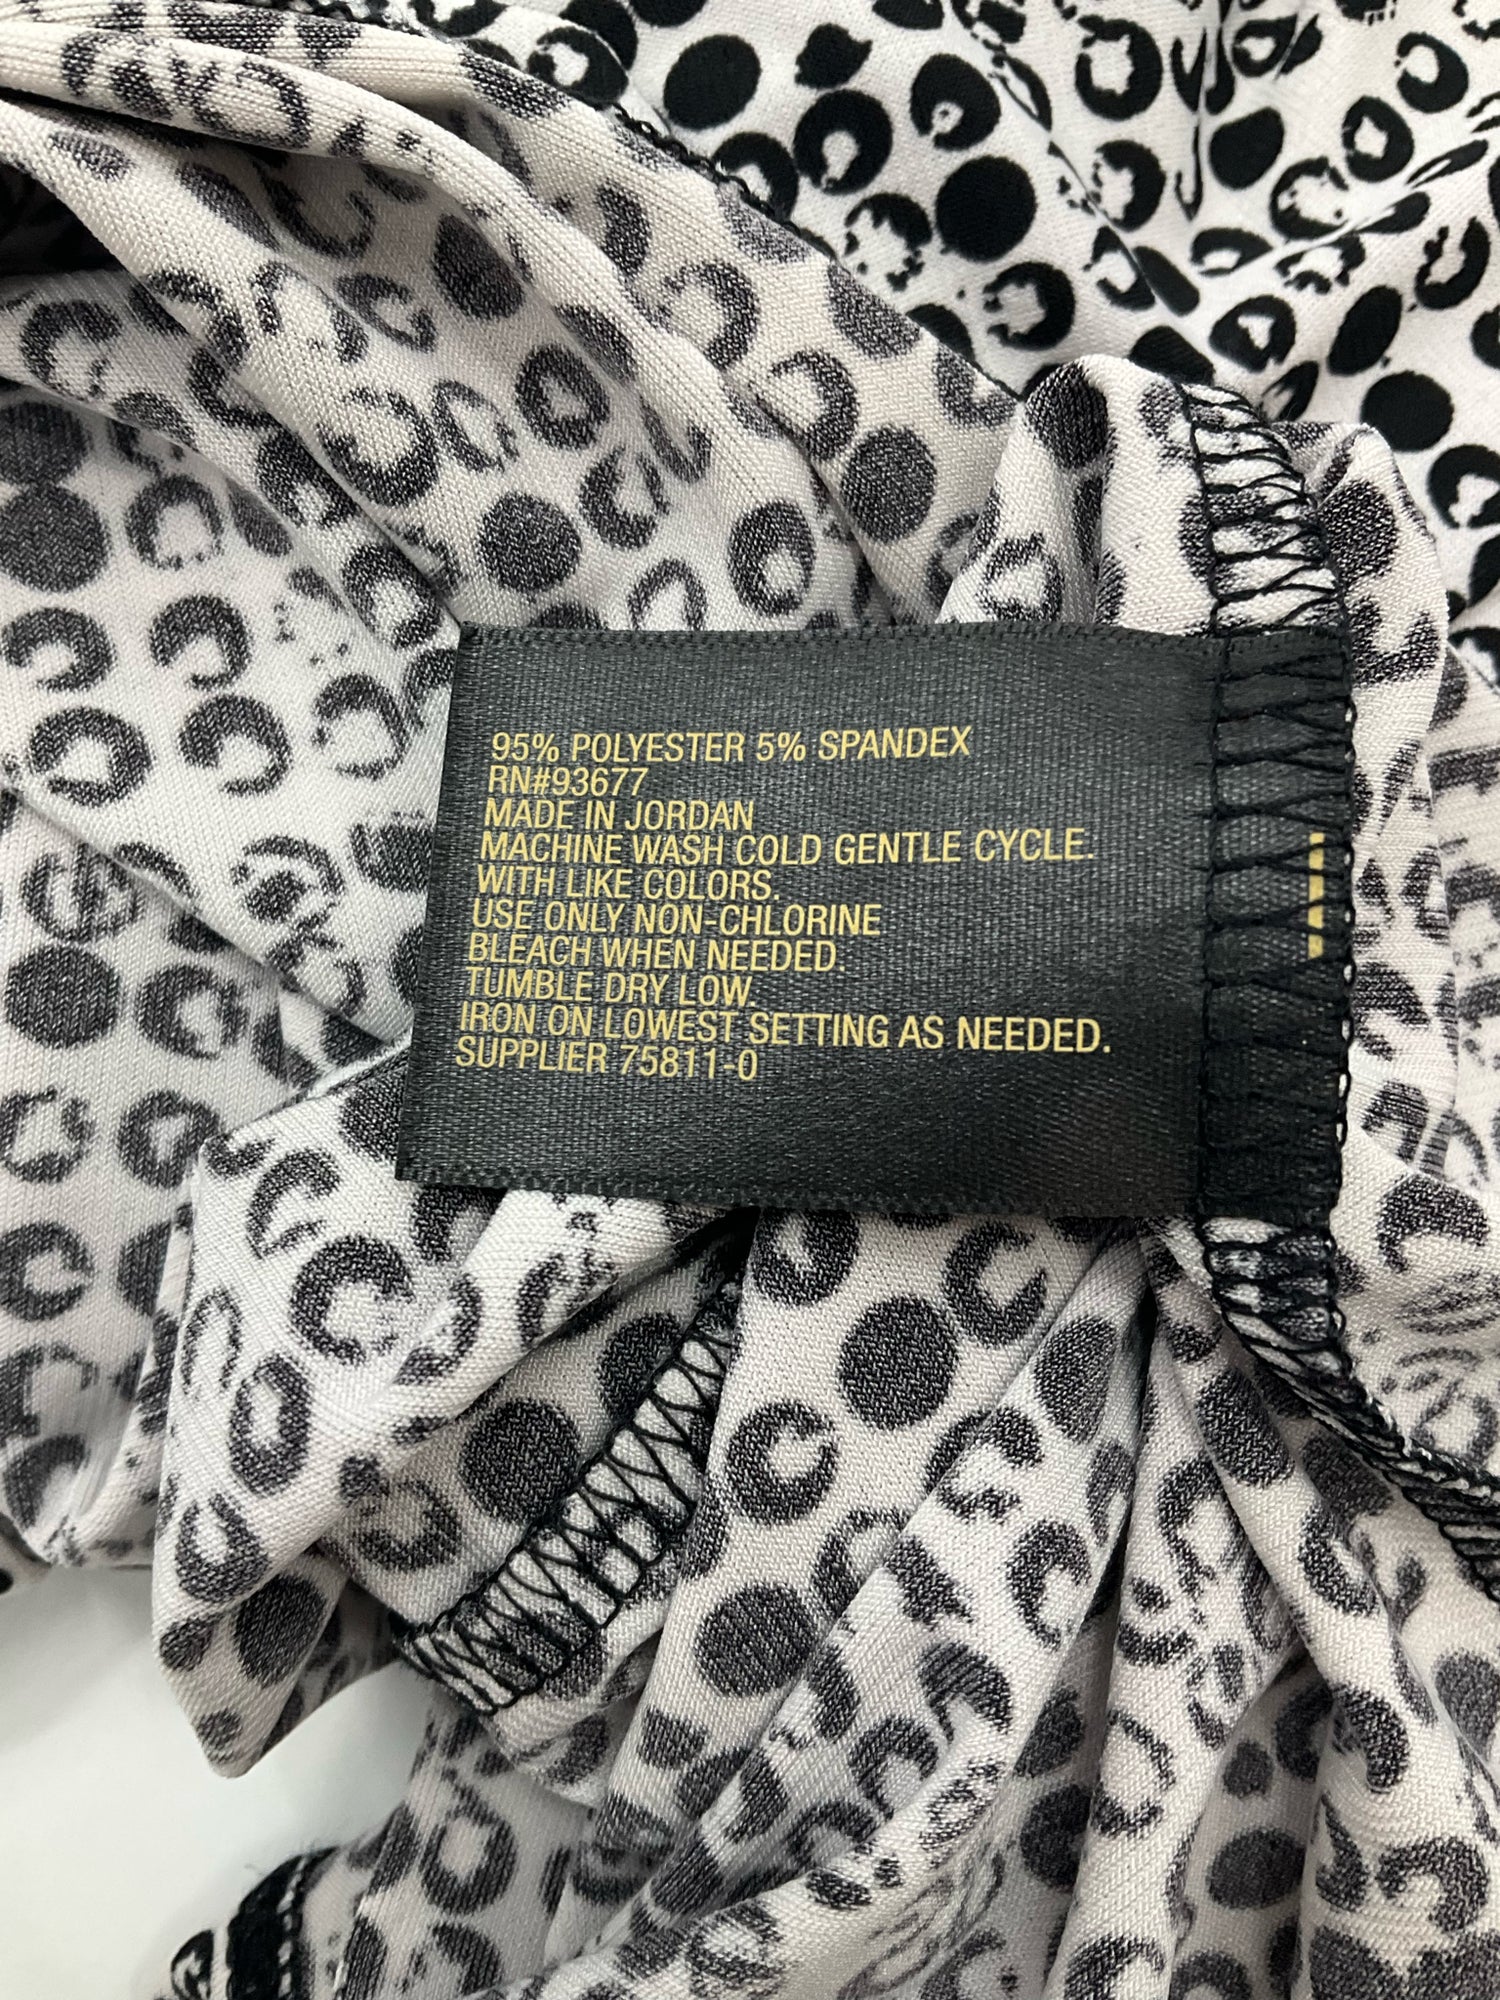 95% POLYESTER 5% SPANDEX
RN#93677
MADE IN JORDAN
MACHINE WASH COLD GENTLE CYCLE.
WITH LIKE COLORS.
USE ONLY NON-CHLORINE
BLEACH WHEN NEEDED.
TUMBLE DRY LOW.
IRON ON LOWEST SETTING AS NEEDED.
SUPPLIER 75811-0